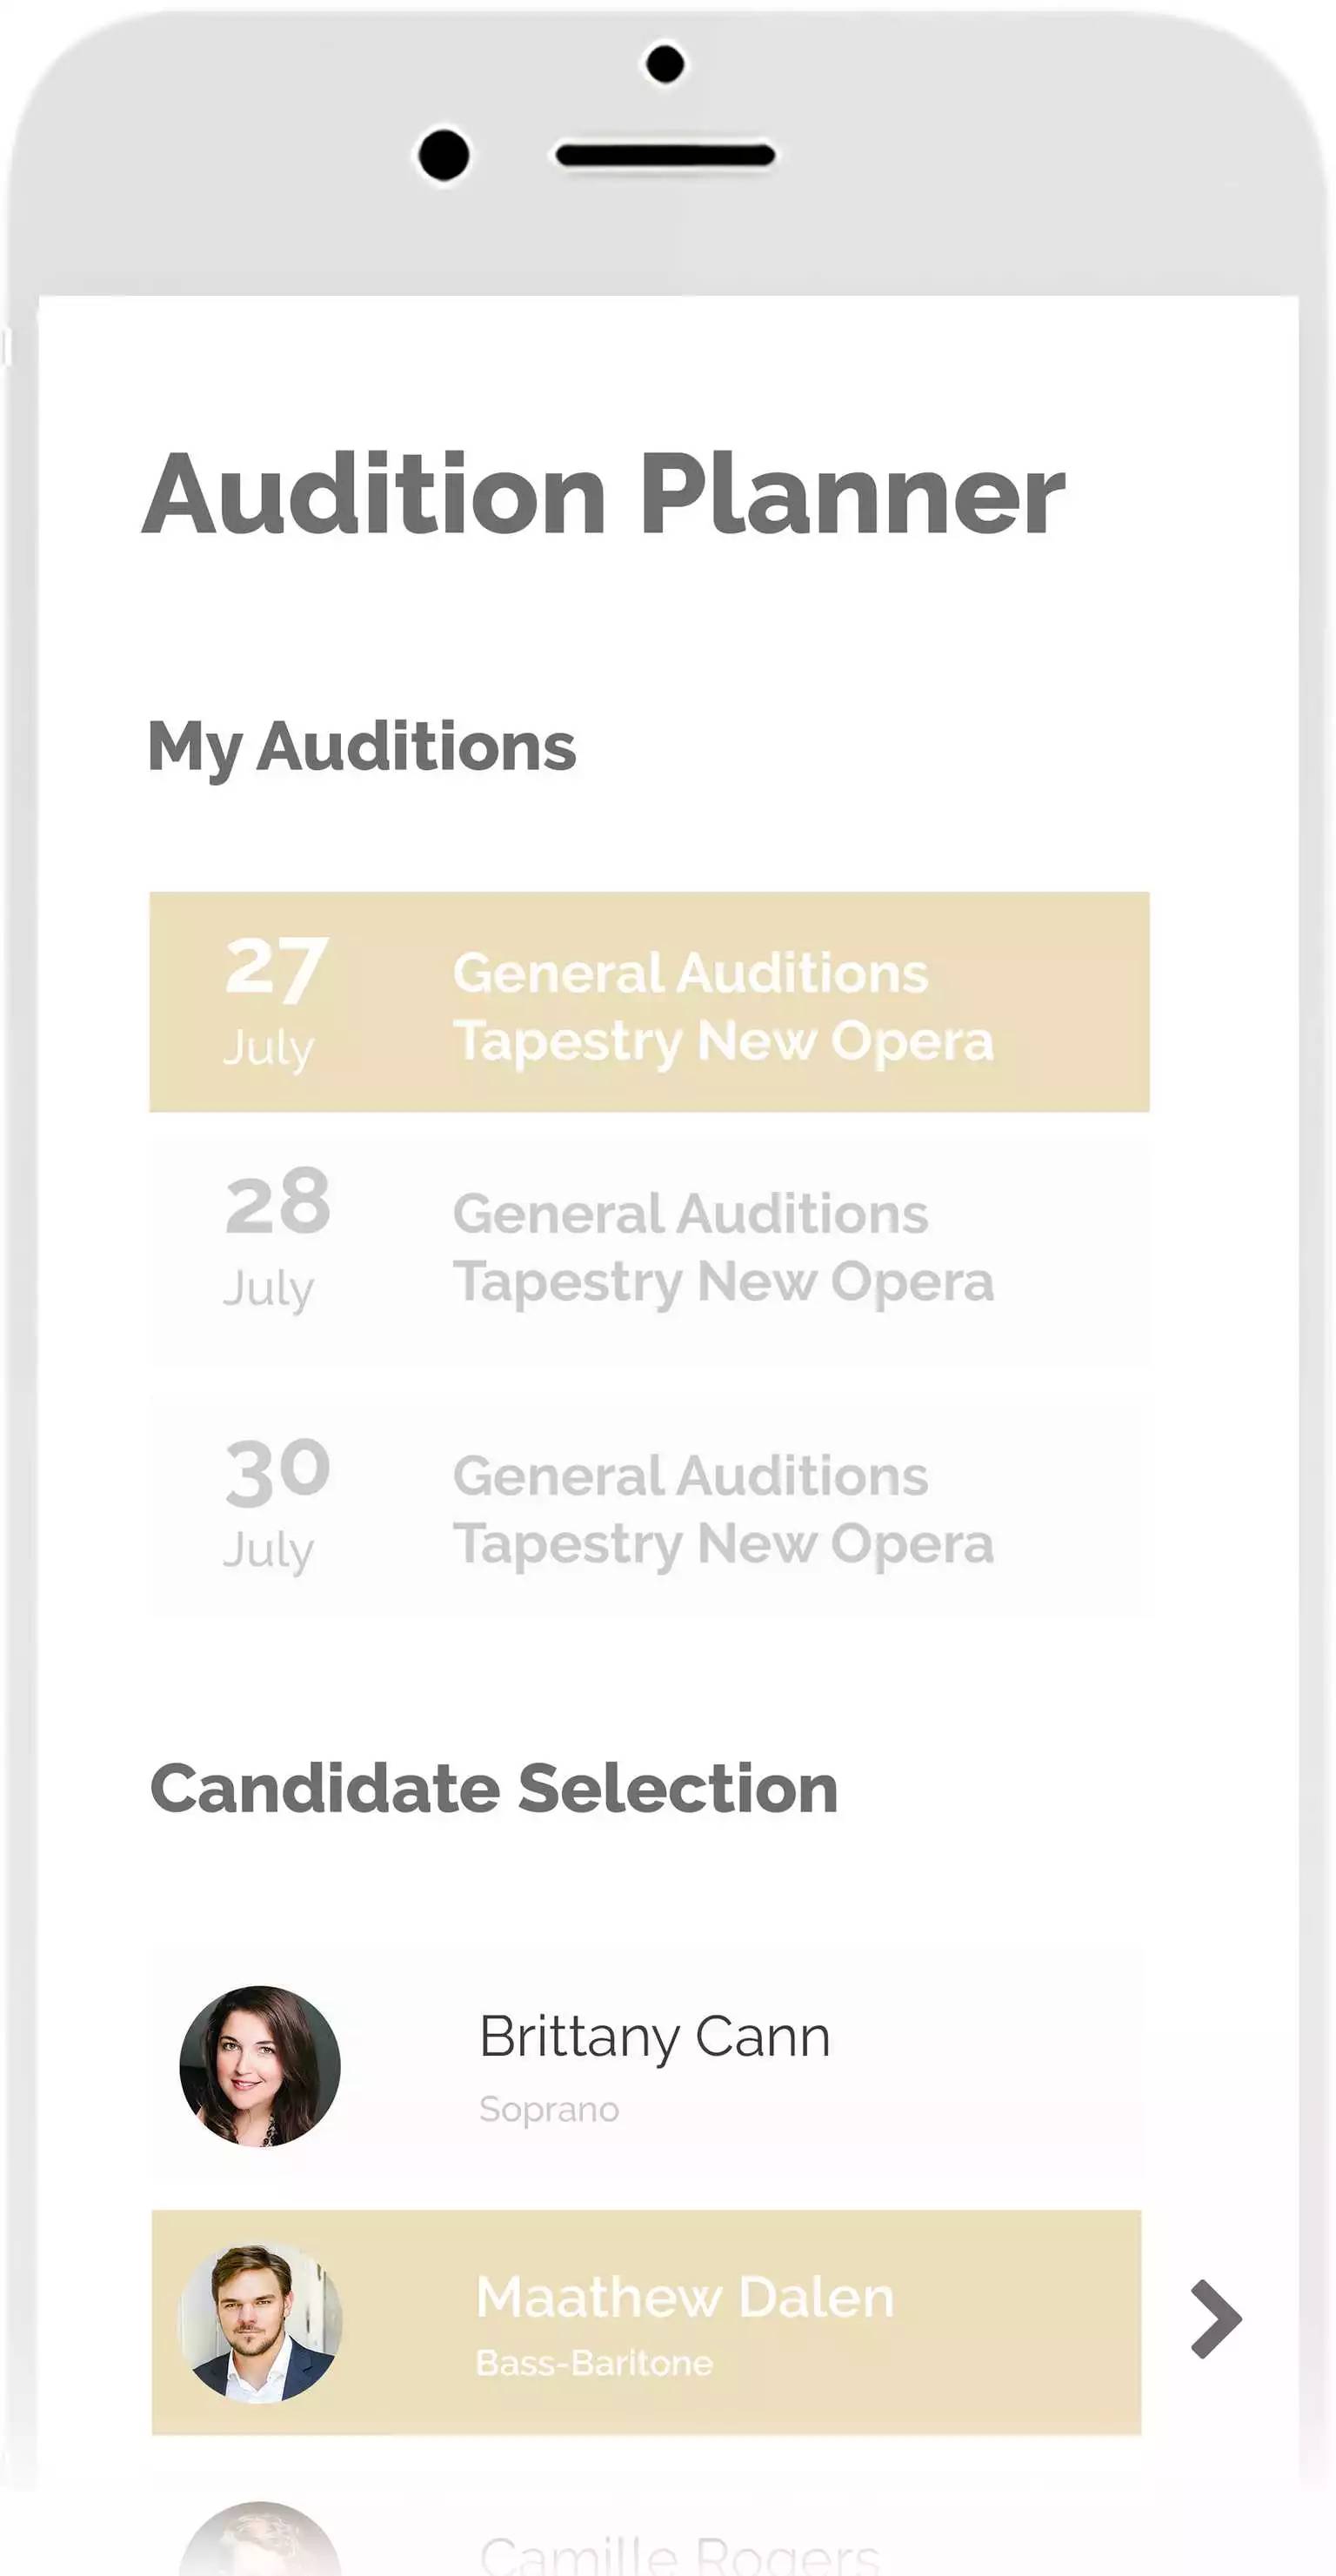 Audition Planner
My Auditions
27
July
General Auditions
Tapestry New Opera
28
July
General Auditions
Tapestry New Opera
30
July
General Auditions
Tapestry New Opera
Candidate Selection
Brittany Cann
Soprano
Maathew Dalen
Bass-Baritone
Camille Rogers